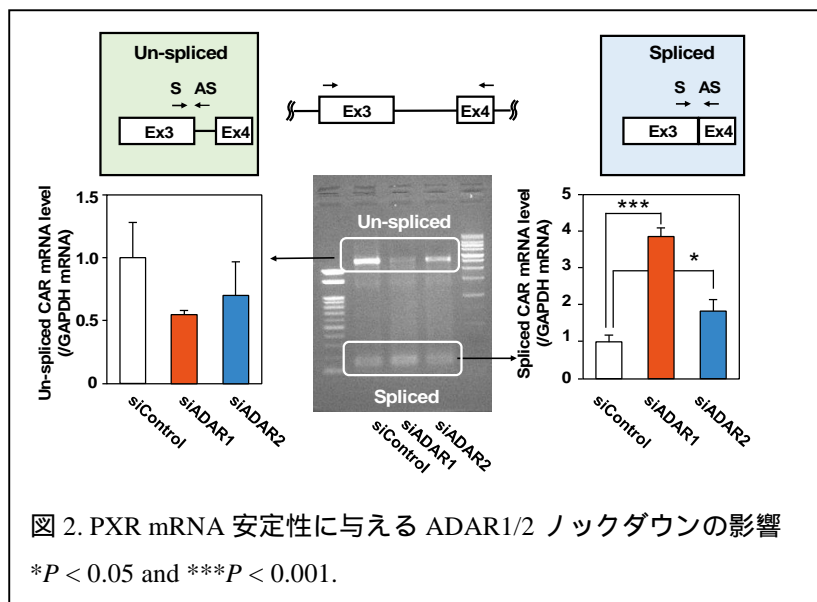 Un-spliced
S AS
Ex3 Ex4
Ex3 Ex4
Spliced
S AS
Ex3 Ex4
Un-spliced CAR mRNA level
(/GAPDH mRNA)
1.5
1.0
0.5
0
siControl
siADAR1
siADAR2
Un-spliced
Spliced
siControl
siADAR1
siADAR2
Spliced CAR mRNA level
(/GAPDH mRNA)
5
4
3
2
1
0
***
*
siControl
siADAR1
siADAR2
図 2. PXR mRNA 安定性に与える ADAR1/2 ノックダウンの影響
*P < 0.05 and ***P < 0.001.